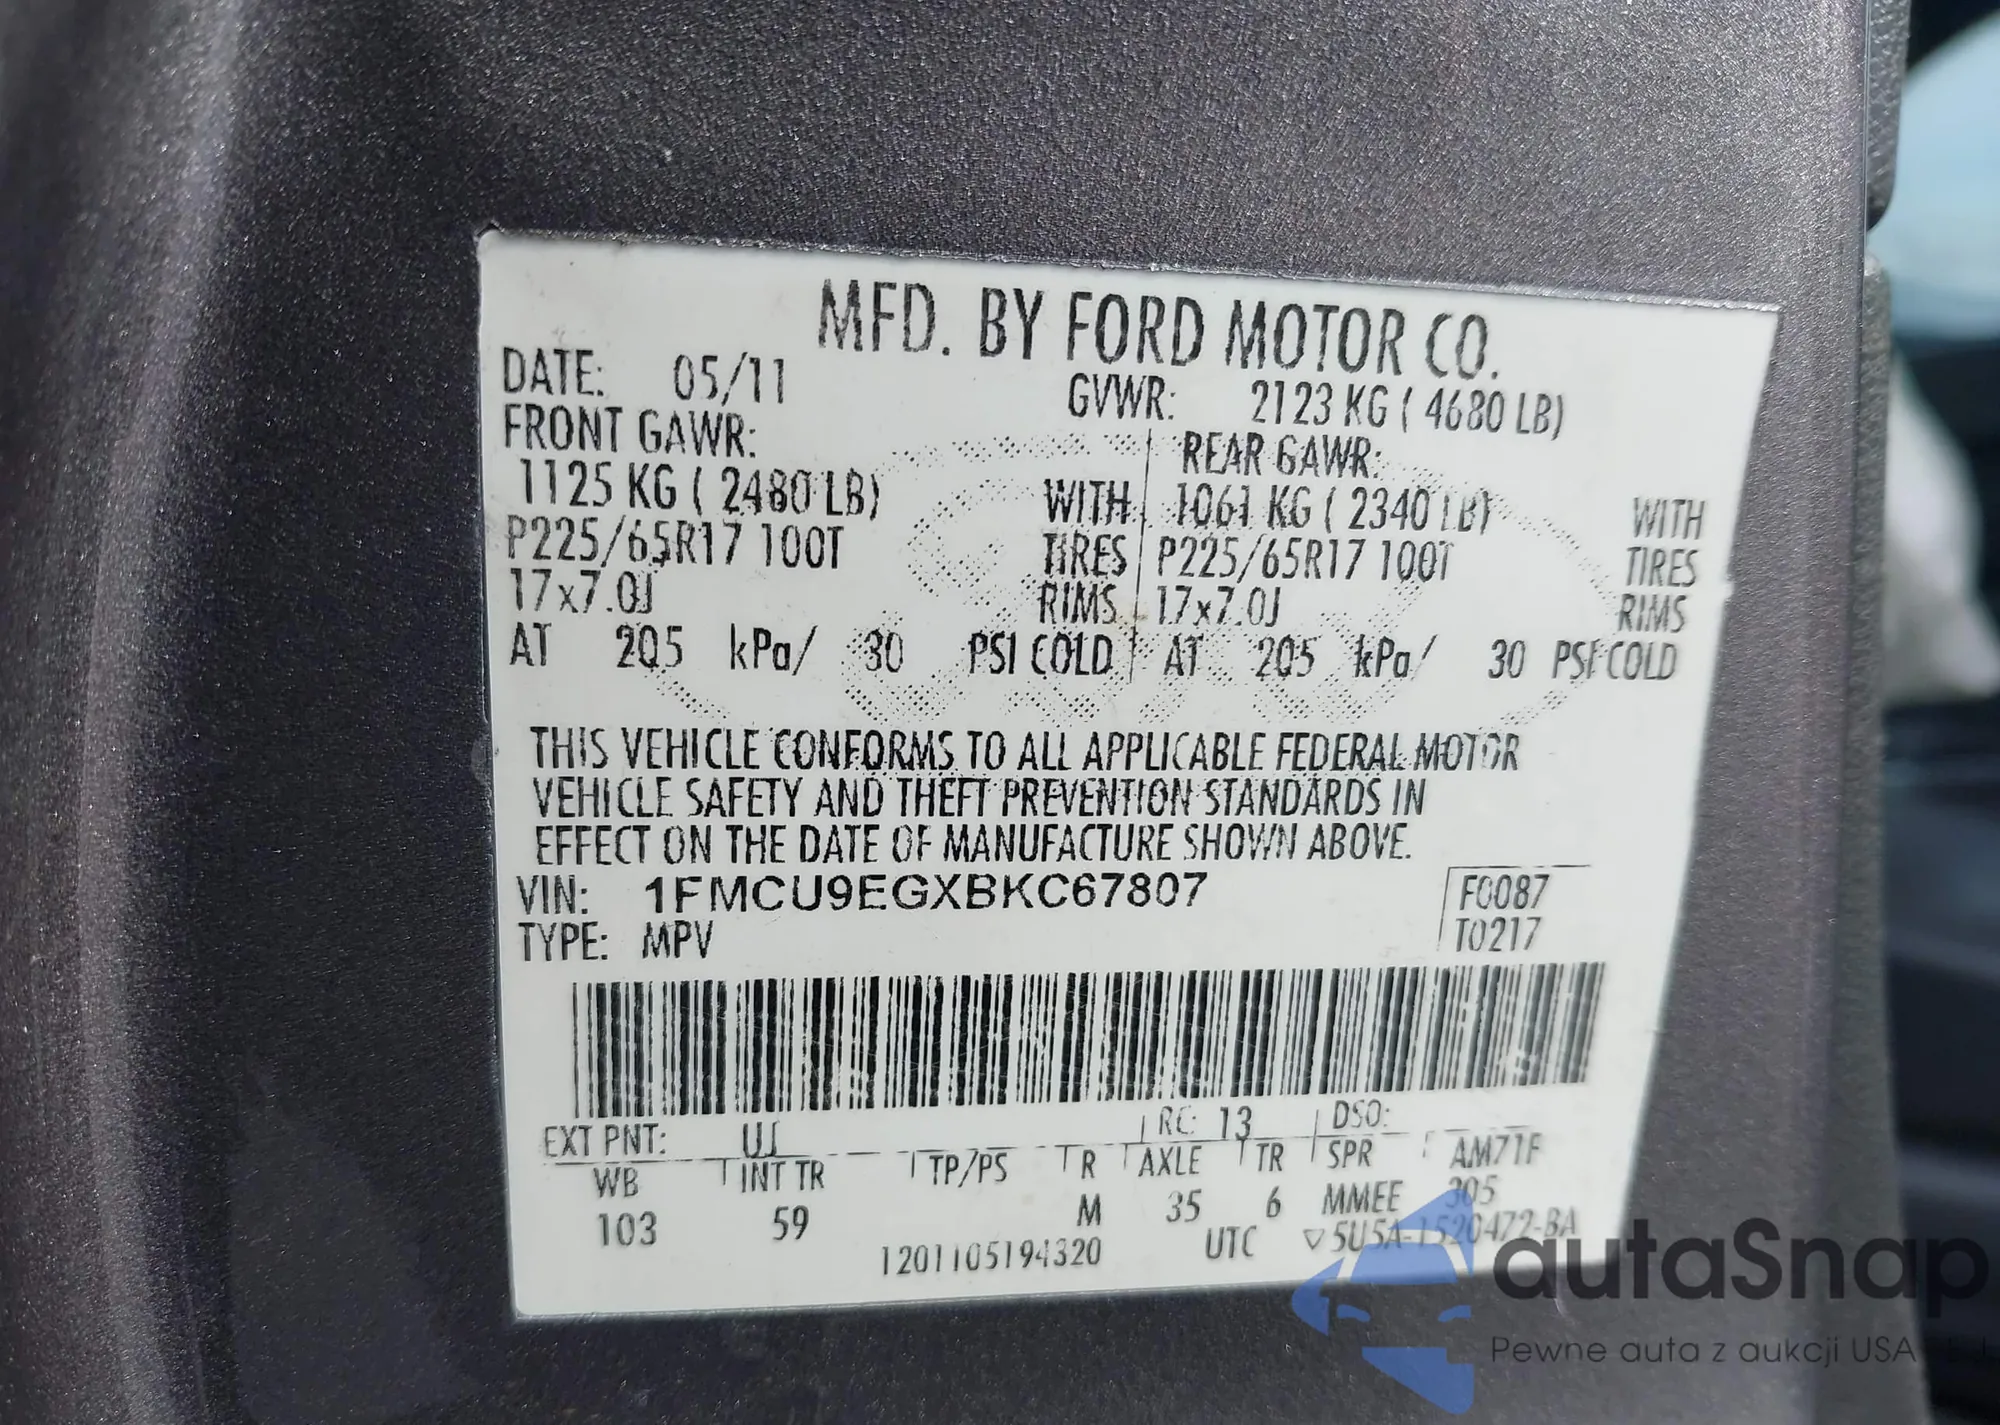 MFD. BY FORD MOTOR CO.
DATE: 05/11
GVWR: 2123 KG ( 4680 LB)
FRONT GAWR:
REAR GAWR:
1125 KG ( 2480 LB) WITH
1061 KG ( 2340 LB) WITH
P225/65R17 100T TIRES
P225/65R17 100T TIRES
17x7.0J RIMS
17x7.0J RIMS
AT 205 kPa/ 30 PSI COLD
AT 205 kPa/ 30 PSI COLD
THIS VEHICLE CONFORMS TO ALL APPLICABLE FEDERAL MOTOR
VEHICLE SAFETY AND THEFT PREVENTION STANDARDS IN
EFFECT ON THE DATE OF MANUFACTURE SHOWN ABOVE.
VIN: 1FMCU9EGXBKC67807
F0087
TYPE: MPV
T0217
EXT PNT: UJ RC: 13 DSO:
WB INT TR TP/PS R AXLE TR SPR AM71F
103 59 M 35 6 MMEE 305
1201105194320 UTC ▽5U5A-1520472-BA
autaSnap
Pewne auta z aukcji USA